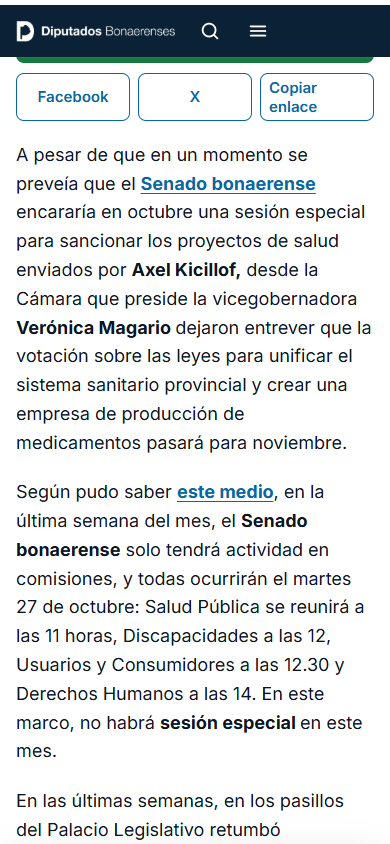 Diputados Bonaerenses
Facebook
X
Copiar
enlace
A pesar de que en un momento se
preveía que el Senado bonaerense
encararía en octubre una sesión especial
para sancionar los proyectos de salud
enviados por Axel Kicillof, desde la
Cámara que preside la vicegobernadora
Verónica Magario dejaron entrever que la
votación sobre las leyes para unificar el
sistema sanitario provincial y crear una
empresa de producción de
medicamentos pasará para noviembre.
Según pudo saber este medio, en la
última semana del mes, el Senado
bonaerense solo tendrá actividad en
comisiones, y todas ocurrirán el martes
27 de octubre: Salud Pública se reunirá a
las 11 horas, Discapacidades a las 12,
Usuarios y Consumidores a las 12.30 y
Derechos Humanos a las 14. En este
marco, no habrá sesión especial en este
mes.
En las últimas semanas, en los pasillos
del Palacio Legislativo retumbó